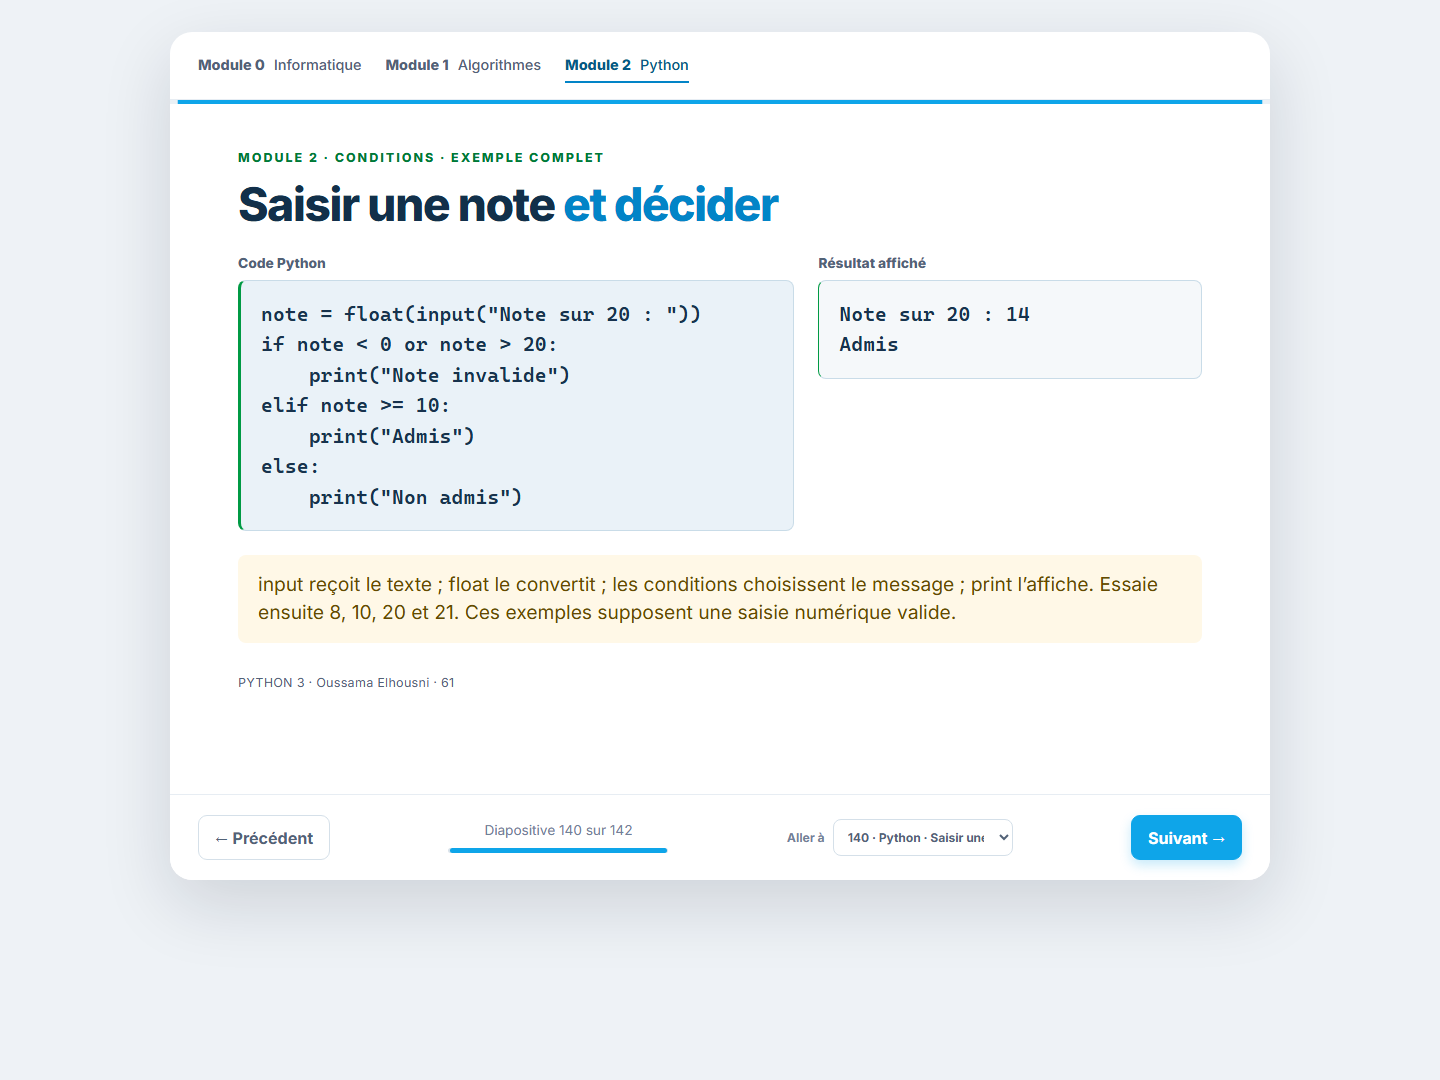 Module 0 Informatique Module 1 Algorithmes Module 2 Python
MODULE 2 · CONDITIONS · EXEMPLE COMPLET
Saisir une note et décider
Code Python
note = float(input("Note sur 20 : "))
if note < 0 or note > 20:
    print("Note invalide")
elif note >= 10:
    print("Admis")
else:
    print("Non admis")
Résultat affiché
Note sur 20 : 14
Admis
input reçoit le texte ; float le convertit ; les conditions choisissent le message ; print l’affiche. Essaie
ensuite 8, 10, 20 et 21. Ces exemples supposent une saisie numérique valide.
PYTHON 3 · Oussama Elhousni · 61
← Précédent
Diapositive 140 sur 142
Aller à
140 · Python · Saisir une
Suivant →